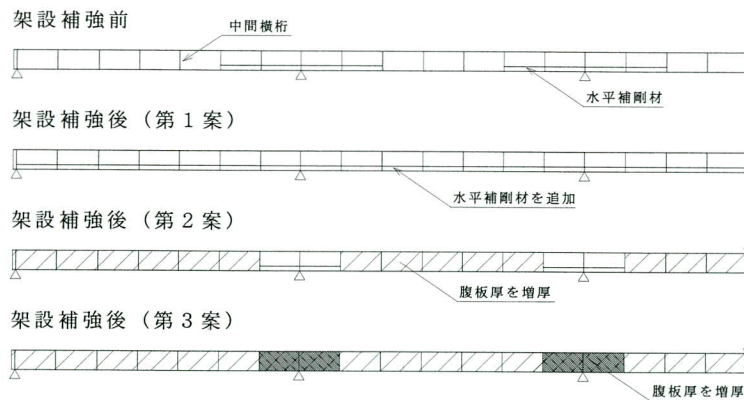 架設補強前
中間横桁
水平補剛材
架設補強後（第１案）
水平補剛材を追加
架設補強後（第２案）
腹板厚を増厚
架設補強後（第３案）
腹板厚を増厚